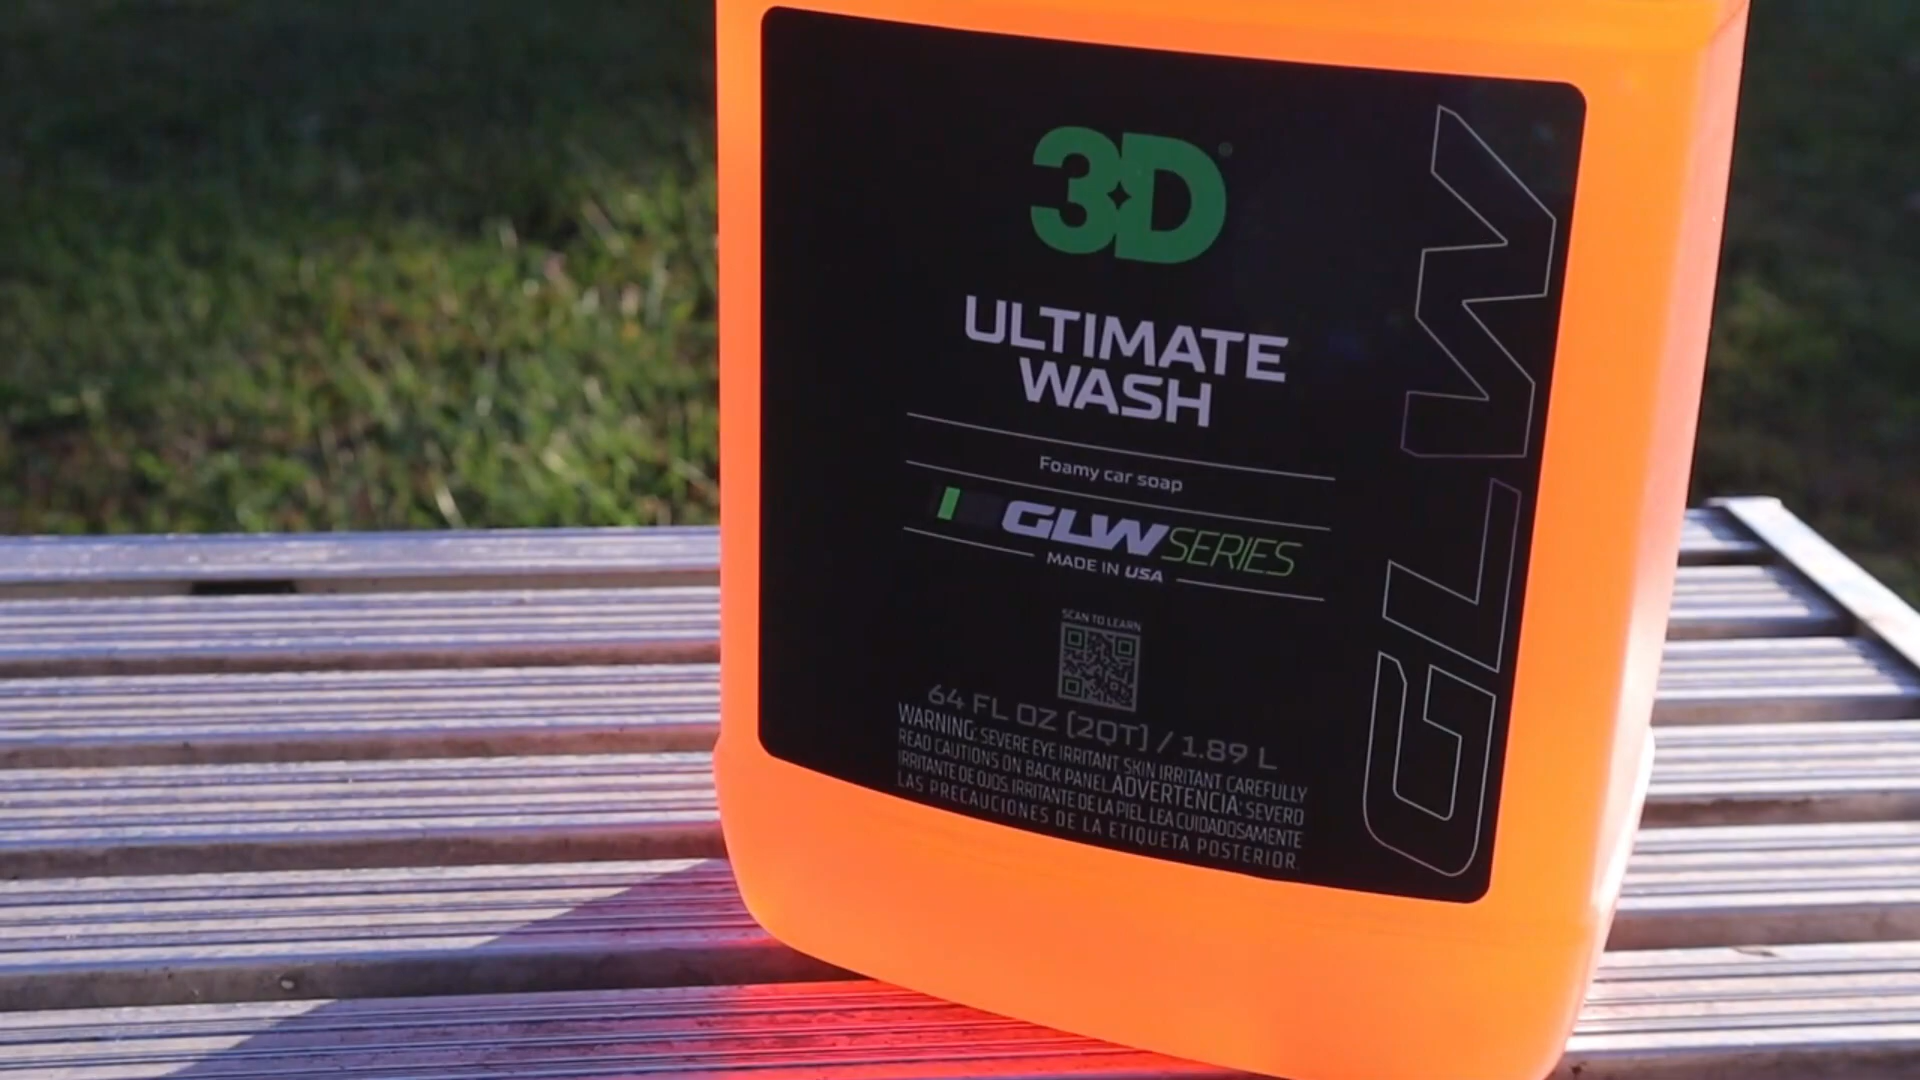 3D®
ULTIMATE
WASH
Foamy car soap
GLW SERIES
MADE IN USA
SCAN TO LEARN
64 FL OZ (2QT) / 1.89 L
WARNING: SEVERE EYE IRRITANT SKIN IRRITANT CAREFULLY
READ CAUTIONS ON BACK PANEL ADVERTENCIA: SEVERO
IRRITANTE DE OJOS. IRRITANTE DE LA PIEL. LEA CUIDADOSAMENTE
LAS PRECAUCIONES DE LA ETIQUETA POSTERIOR.
GLW